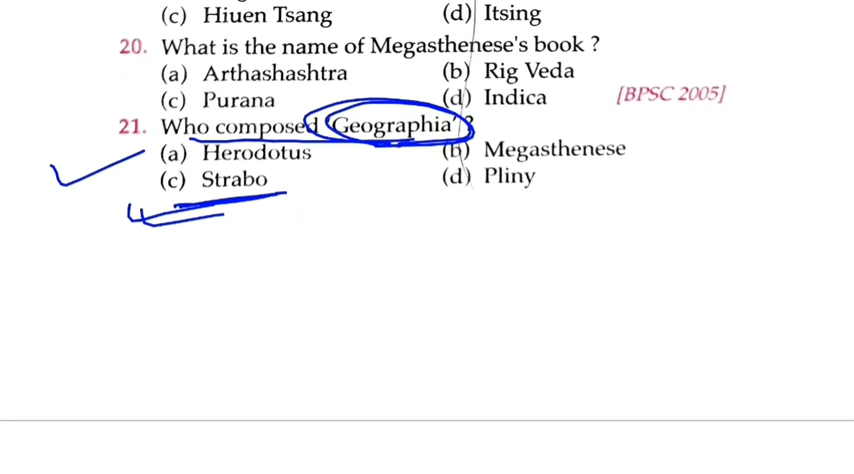 (c) Hiuen Tsang (d) Itsing
20. What is the name of Megasthenese's book ?
(a) Arthashashtra (b) Rig Veda
(c) Purana (d) Indica [BPSC 2005]
21. Who composed 'Geographia' ?
(a) Herodotus (b) Megasthenese
(c) Strabo (d) Pliny